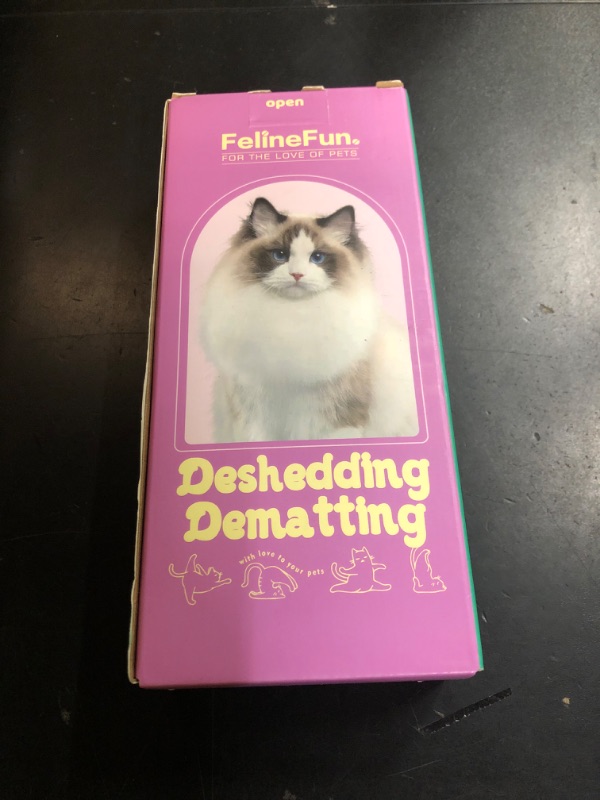 open
FelineFun.
FOR THE LOVE OF PETS
Deshedding
Dematting
with love to your pets